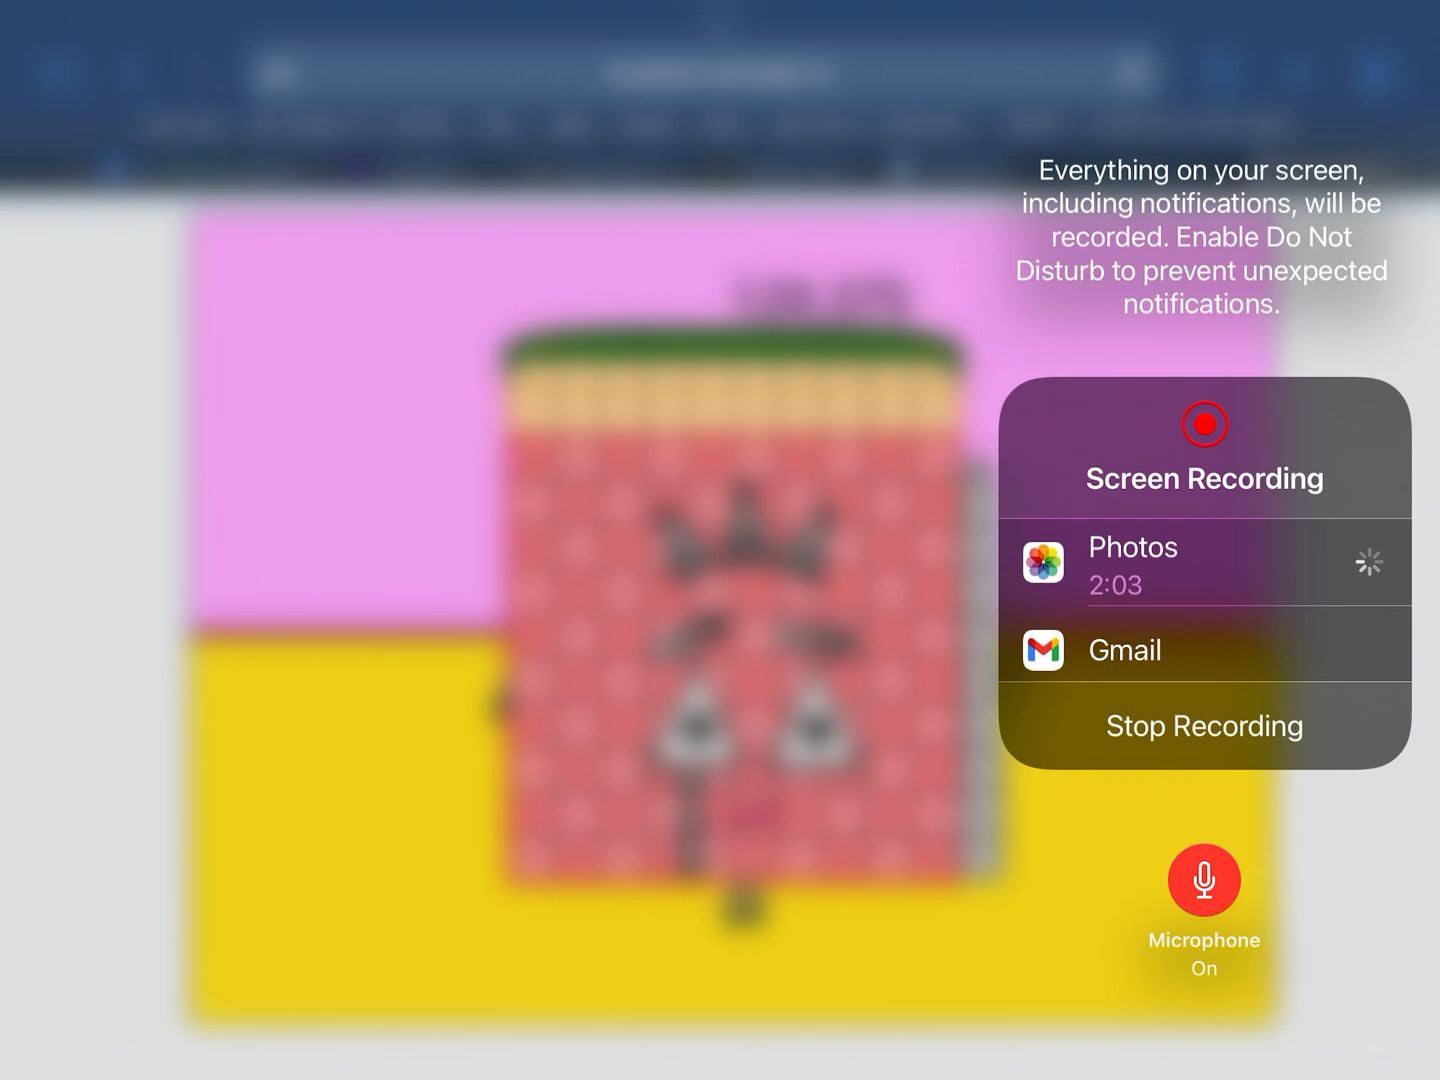 Everything on your screen,
including notifications, will be
recorded. Enable Do Not
Disturb to prevent unexpected
notifications.
Screen Recording
Photos
2:03
Gmail
Stop Recording
Microphone
On